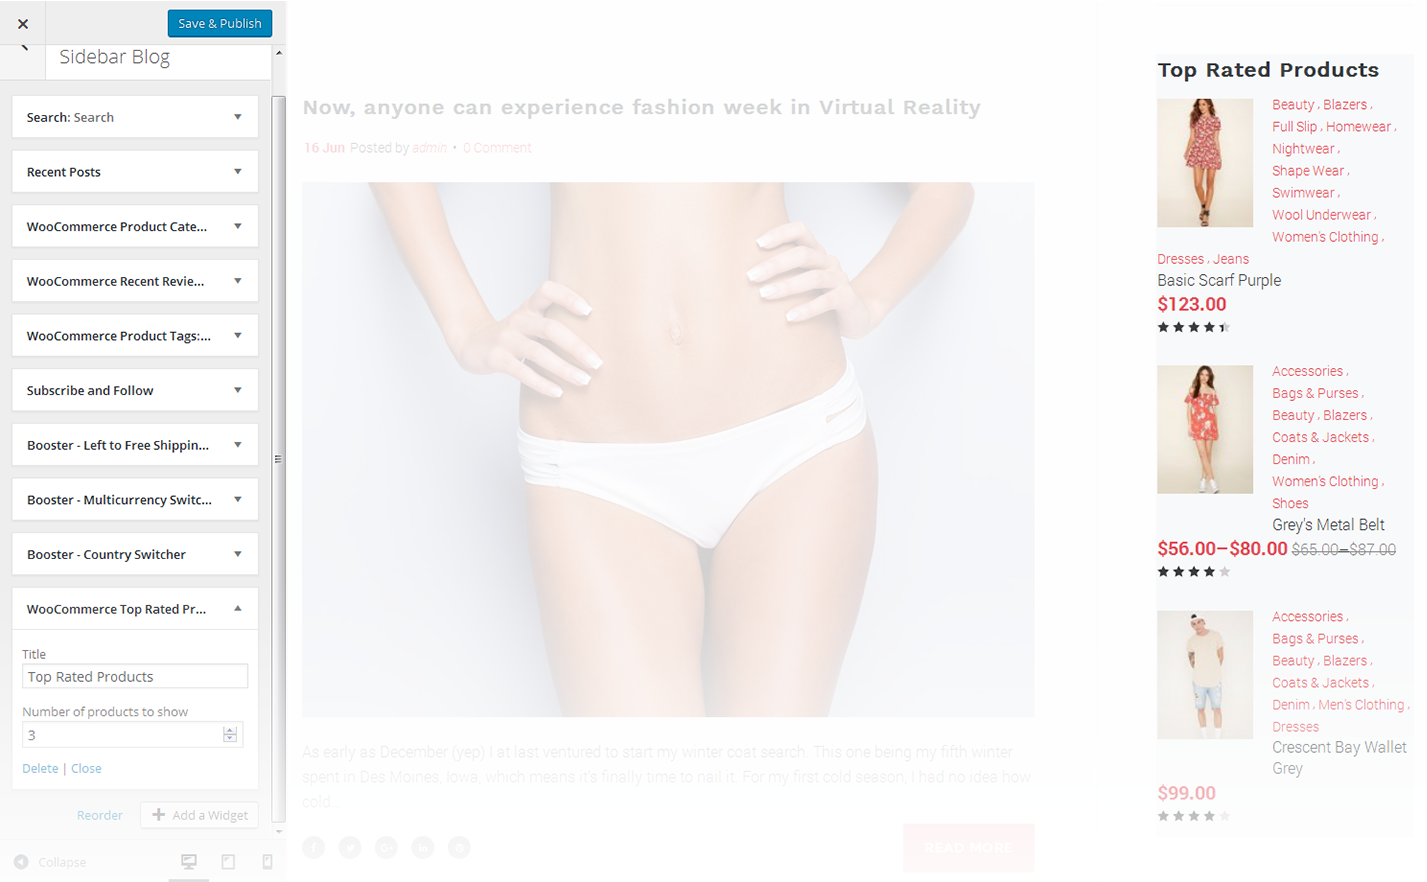 Save & Publish
Sidebar Blog
Search: Search
Recent Posts
WooCommerce Product Cate...
WooCommerce Recent Revie...
WooCommerce Product Tags:...
Subscribe and Follow
Booster - Left to Free Shippin...
Booster - Multicurrency Switc...
Booster - Country Switcher
WooCommerce Top Rated Pr...
Title
Top Rated Products
Number of products to show
3
Delete | Close
Reorder
Add a Widget
Collapse
Now, anyone can experience fashion week in Virtual Reality
16 Jun Posted by admin • 0 Comment
As early as December (yep) I at last ventured to start my winter coat search. This one being my fifth winter
spent in Des Moines, Iowa, which means it's finally time to nail it. For my first cold season, I had no idea how
cold...
READ MORE
Top Rated Products
Beauty , Blazers ,
Full Slip , Homewear ,
Nightwear ,
Shape Wear ,
Swimwear ,
Wool Underwear ,
Women's Clothing ,
Dresses , Jeans
Basic Scarf Purple
$123.00
Accessories ,
Bags & Purses ,
Beauty , Blazers ,
Coats & Jackets ,
Denim ,
Women's Clothing ,
Shoes
Grey's Metal Belt
$56.00–$80.00 $65.00–$87.00
Accessories ,
Bags & Purses ,
Beauty , Blazers ,
Coats & Jackets ,
Denim , Men's Clothing ,
Dresses
Crescent Bay Wallet
Grey
$99.00